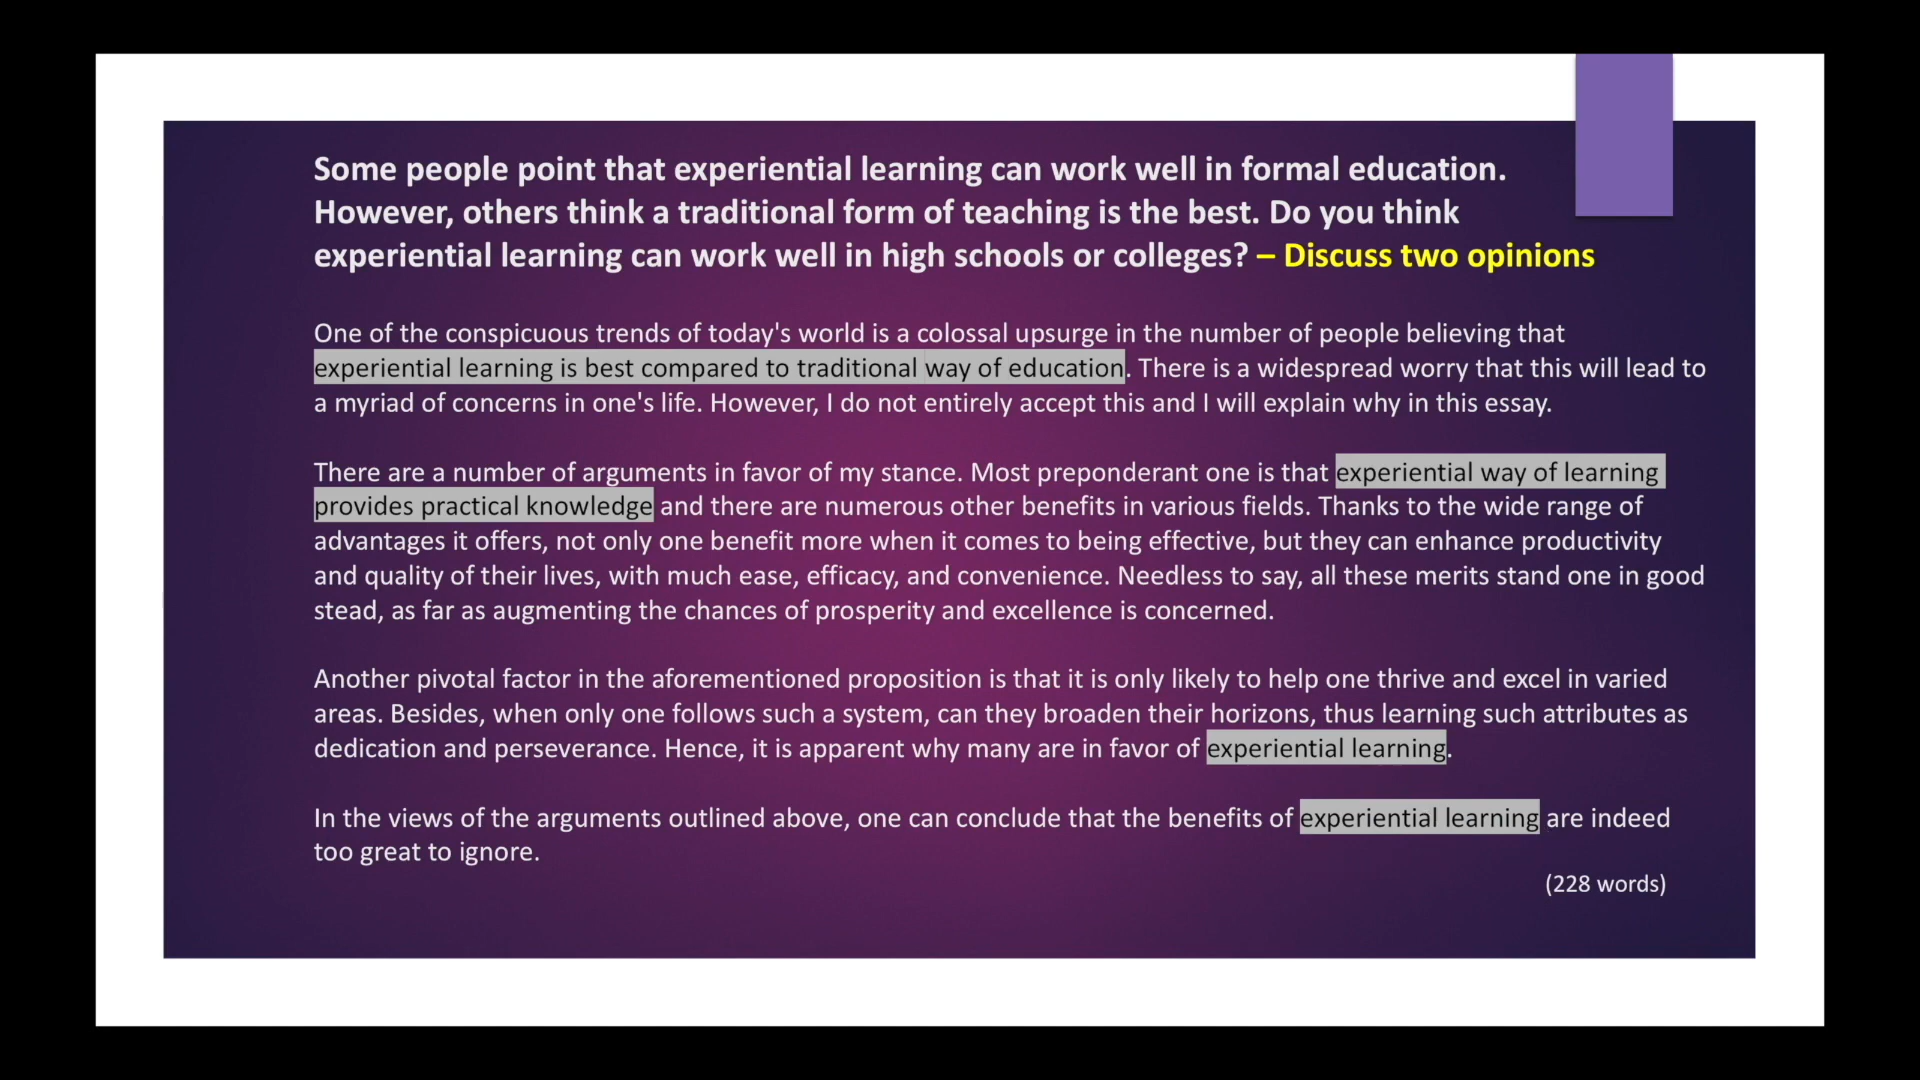 Some people point that experiential learning can work well in formal education.
However, others think a traditional form of teaching is the best. Do you think
experiential learning can work well in high schools or colleges? – Discuss two opinions
One of the conspicuous trends of today's world is a colossal upsurge in the number of people believing that
experiential learning is best compared to traditional way of education. There is a widespread worry that this will lead to
a myriad of concerns in one's life. However, I do not entirely accept this and I will explain why in this essay.
There are a number of arguments in favor of my stance. Most preponderant one is that experiential way of learning
provides practical knowledge and there are numerous other benefits in various fields. Thanks to the wide range of
advantages it offers, not only one benefit more when it comes to being effective, but they can enhance productivity
and quality of their lives, with much ease, efficacy, and convenience. Needless to say, all these merits stand one in good
stead, as far as augmenting the chances of prosperity and excellence is concerned.
Another pivotal factor in the aforementioned proposition is that it is only likely to help one thrive and excel in varied
areas. Besides, when only one follows such a system, can they broaden their horizons, thus learning such attributes as
dedication and perseverance. Hence, it is apparent why many are in favor of experiential learning.
In the views of the arguments outlined above, one can conclude that the benefits of experiential learning are indeed
too great to ignore.
(228 words)